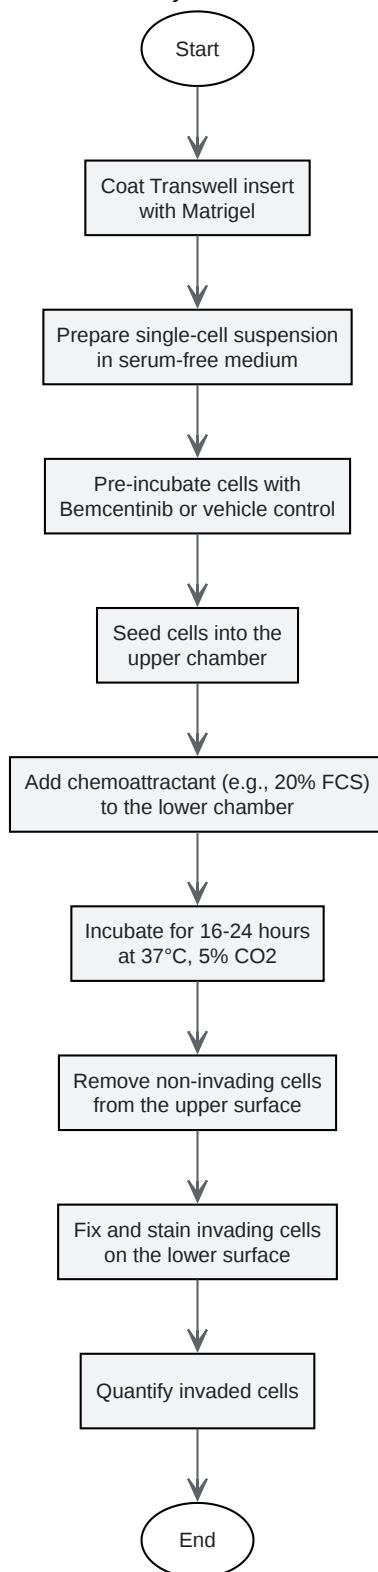 Start
Coat Transwell insert
with Matrigel
Prepare single-cell suspension
in serum-free medium
Pre-incubate cells with
Bemcentinib or vehicle control
Seed cells into the
upper chamber
Add chemoattractant (e.g., 20% FCS)
to the lower chamber
Incubate for 16-24 hours
at 37°C, 5% CO2
Remove non-invading cells
from the upper surface
Fix and stain invading cells
on the lower surface
Quantify invaded cells
End